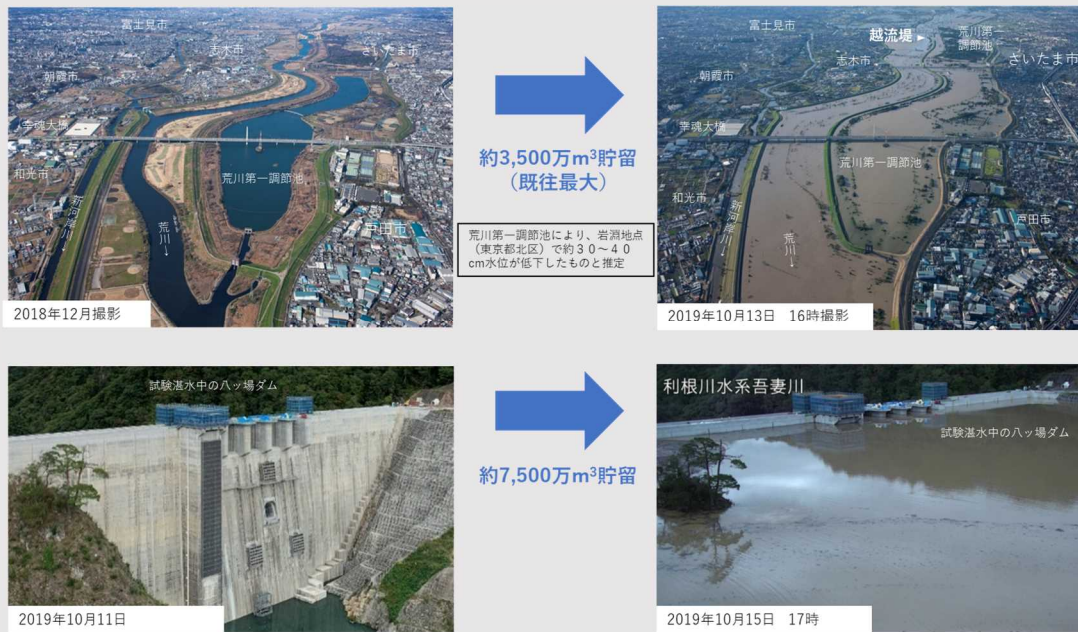 富士見市
志木市
さいたま市
朝霞市
幸魂大橋
和光市
荒川第一調節池
新河岸川→
荒川→
戸田市
2018年12月撮影
約3,500万m³貯留
(既往最大)
荒川第一調節池により、岩淵地点
(東京都北区)で約30~40
cm水位が低下したものと推定
富士見市
越流堤
荒川第一
調節池
志木市
さいたま市
朝霞市
幸魂大橋
荒川第一調節池
和光市
新河岸川→
荒川→
戸田市
2019年10月13日 16時撮影
試験湛水中の八ッ場ダム
2019年10月11日
約7,500万m³貯留
利根川水系吾妻川
試験湛水中の八ッ場ダム
2019年10月15日 17時